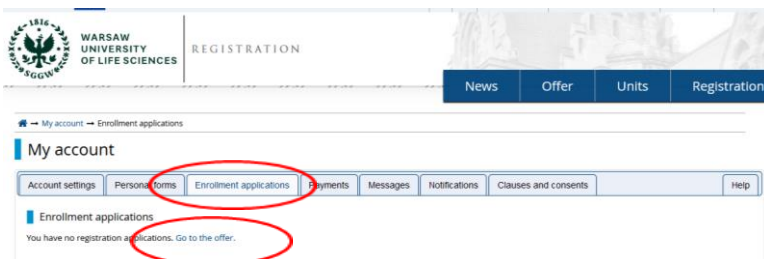 1816
SGGW
WARSAW
UNIVERSITY
OF LIFE SCIENCES
REGISTRATION
News Offer Units Registration
→ My account → Enrollment applications
My account
Account settings Personal forms Enrollment applications Payments Messages Notifications Clauses and consents Help
Enrollment applications
You have no registration applications. Go to the offer.